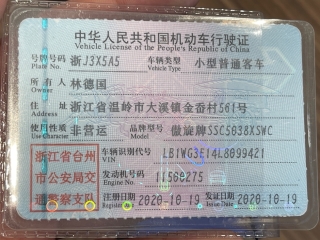 中华人民共和国机动车行驶证
Vehicle License of the People's Republic of China
号牌号码 浙J3X5A5 车辆类型 小型普通客车
Plate No. Vehicle Type
所有人 林德国
Owner
住址 浙江省温岭市大溪镇金番村561号
Address
使用性质 非营运 品牌型号 傲旋牌SSC5038XSWC
Use Character Model
浙江省台州 车辆识别代号 LB1WG3E14L8099421
VIN
市公安局交 发动机号码 11500275
Engine No.
通警察支队 注册日期 2020-10-19 发证日期 2020-10-19
Register Date Issue Date